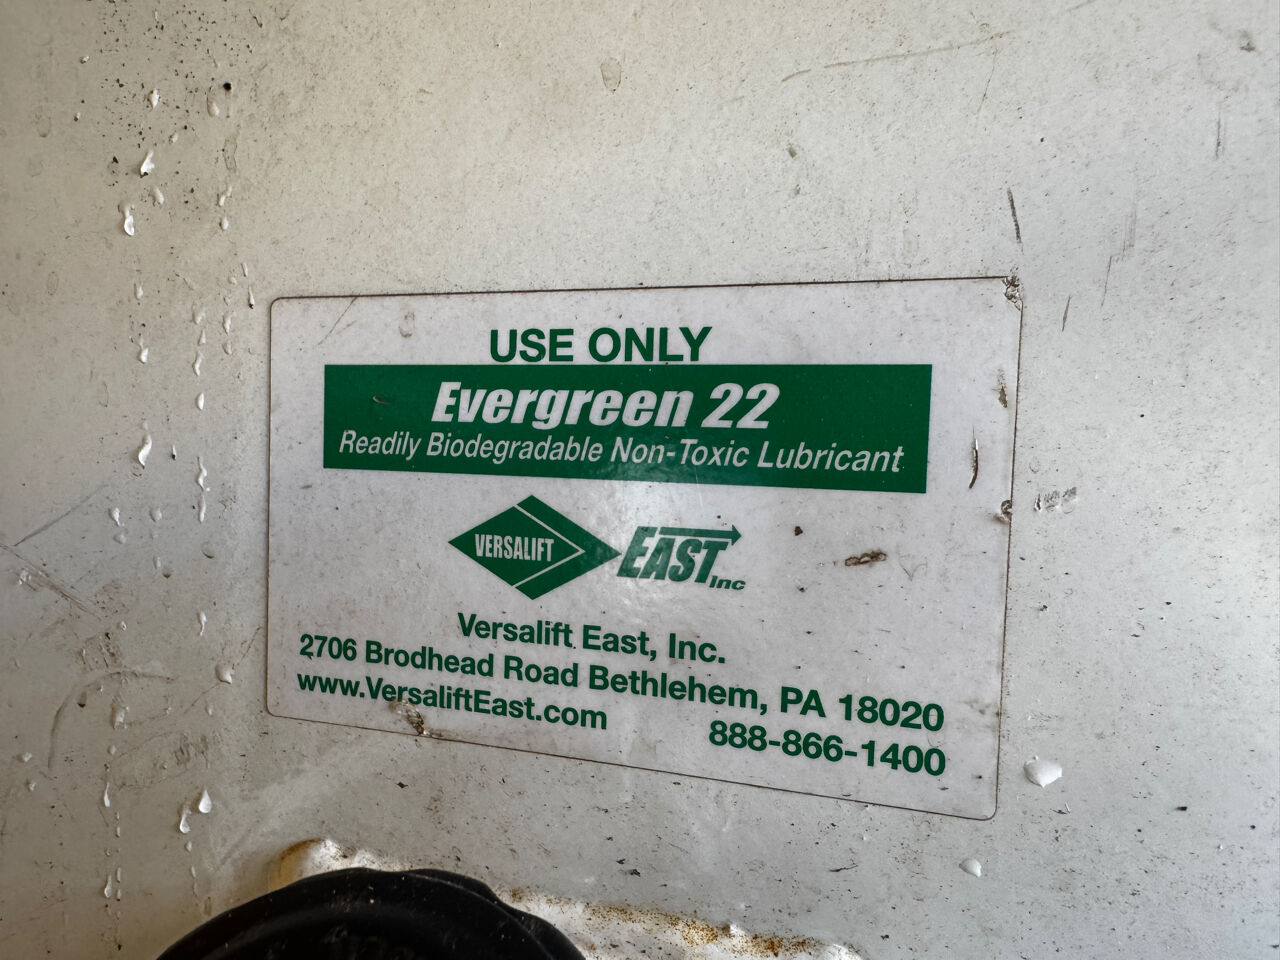 USE ONLY
Evergreen 22
Readily Biodegradable Non-Toxic Lubricant
VERSALIFT EAST Inc
Versalift East, Inc.
2706 Brodhead Road Bethlehem, PA 18020
www.VersaliftEast.com 888-866-1400